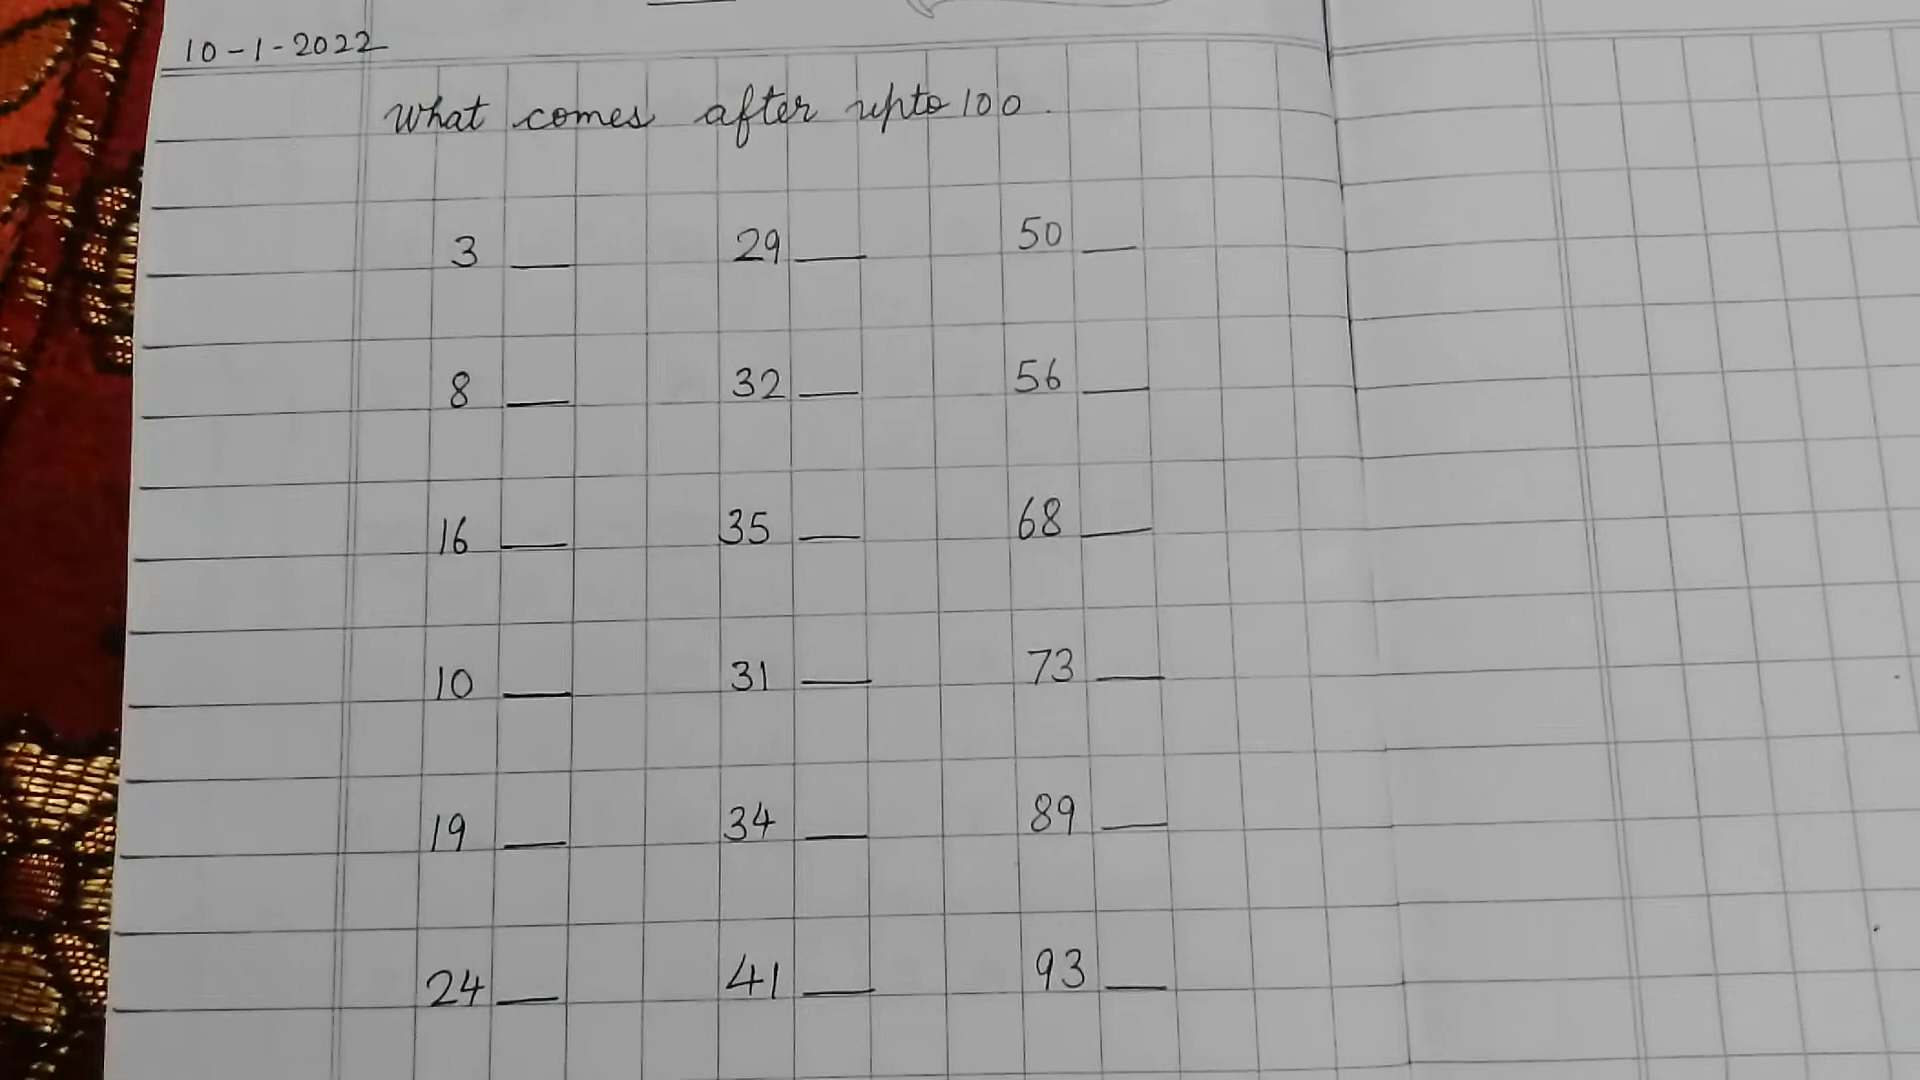 10-1-2022
What comes after upto 100.
3 __ 29 __ 50 __
8 __ 32 __ 56 __
16 __ 35 __ 68 __
10 __ 31 __ 73 __
19 __ 34 __ 89 __
24 __ 41 __ 93 __